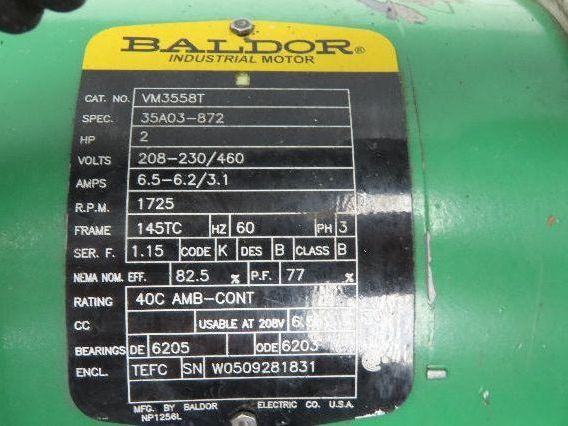 BALDOR®
INDUSTRIAL MOTOR
CAT. NO. VM3558T
SPEC. 35A03-872
HP 2
VOLTS 208-230/460
AMPS 6.5-6.2/3.1
R.P.M. 1725
FRAME 145TC HZ 60 PH 3
SER. F. 1.15 CODE K DES B CLASS B
NEMA NOM. EFF. 82.5 % P.F. 77 %
RATING 40C AMB-CONT
CC USABLE AT 208V
BEARINGS DE 6205 ODE 6203
ENCL. TEFC SN W0509281831
MFG. BY BALDOR ELECTRIC CO. U.S.A.
NP1256L